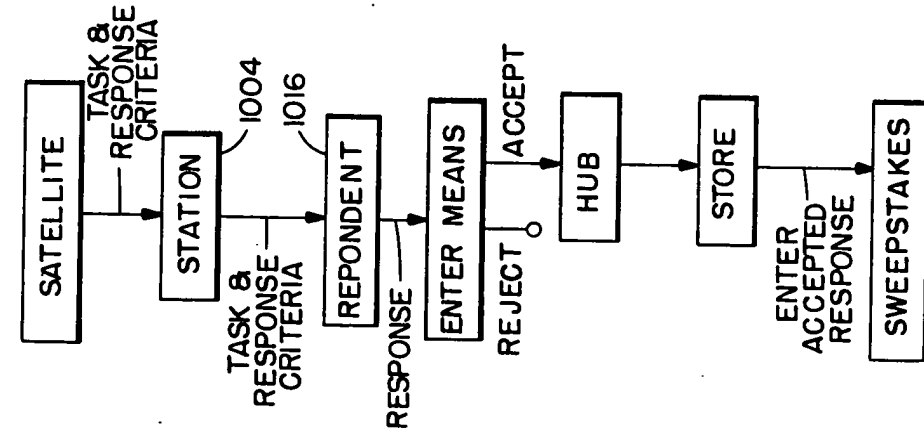 SATELLITE
TASK &
RESPONSE
CRITERIA
STATION
1004
TASK &
RESPONSE
CRITERIA
1016
REPONDENT
RESPONSE
ENTER MEANS
REJECT
ACCEPT
HUB
STORE
ENTER
ACCEPTED
RESPONSE
SWEEPSTAKES